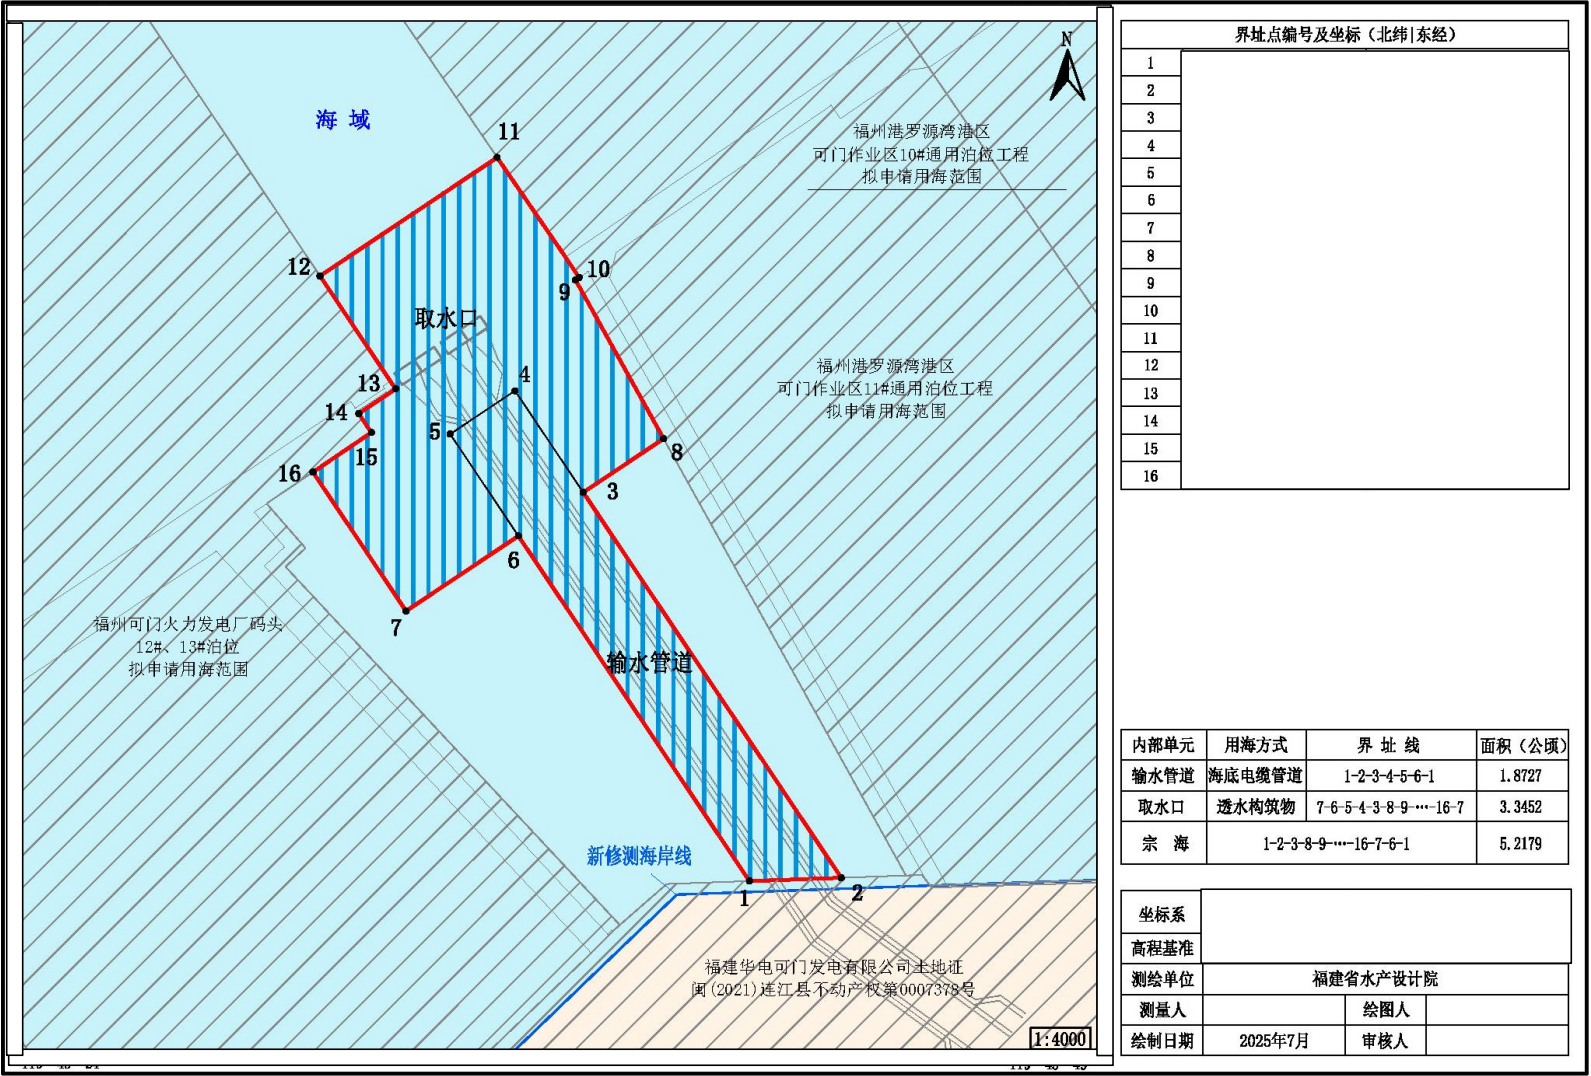 N
海 域
11
福州港罗源湾港区
可门作业区10#通用泊位工程
拟申请用海范围
12
10
9
取水口
13
4
14
5
福州港罗源湾港区
可门作业区11#通用泊位工程
拟申请用海范围
15
8
16
3
6
7
福州可门火力发电厂码头
12#、13#泊位
拟申请用海范围
输水管道
新修测海岸线
1
2
福建华电可门发电有限公司土地证
闽(2021)连江县不动产权第0007378号
1:4000
界址点编号及坐标（北纬|东经）
1
2
3
4
5
6
7
8
9
10
11
12
13
14
15
16
内部单元 用海方式 界 址 线 面积（公顷）
输水管道 海底电缆管道 1-2-3-4-5-6-1 1.8727
取水口 透水构筑物 7-6-5-4-3-8-9-…-16-7 3.3452
宗 海 1-2-3-8-9-…-16-7-6-1 5.2179
坐标系
高程基准
测绘单位 福建省水产设计院
测量人 绘图人
绘制日期 2025年7月 审核人